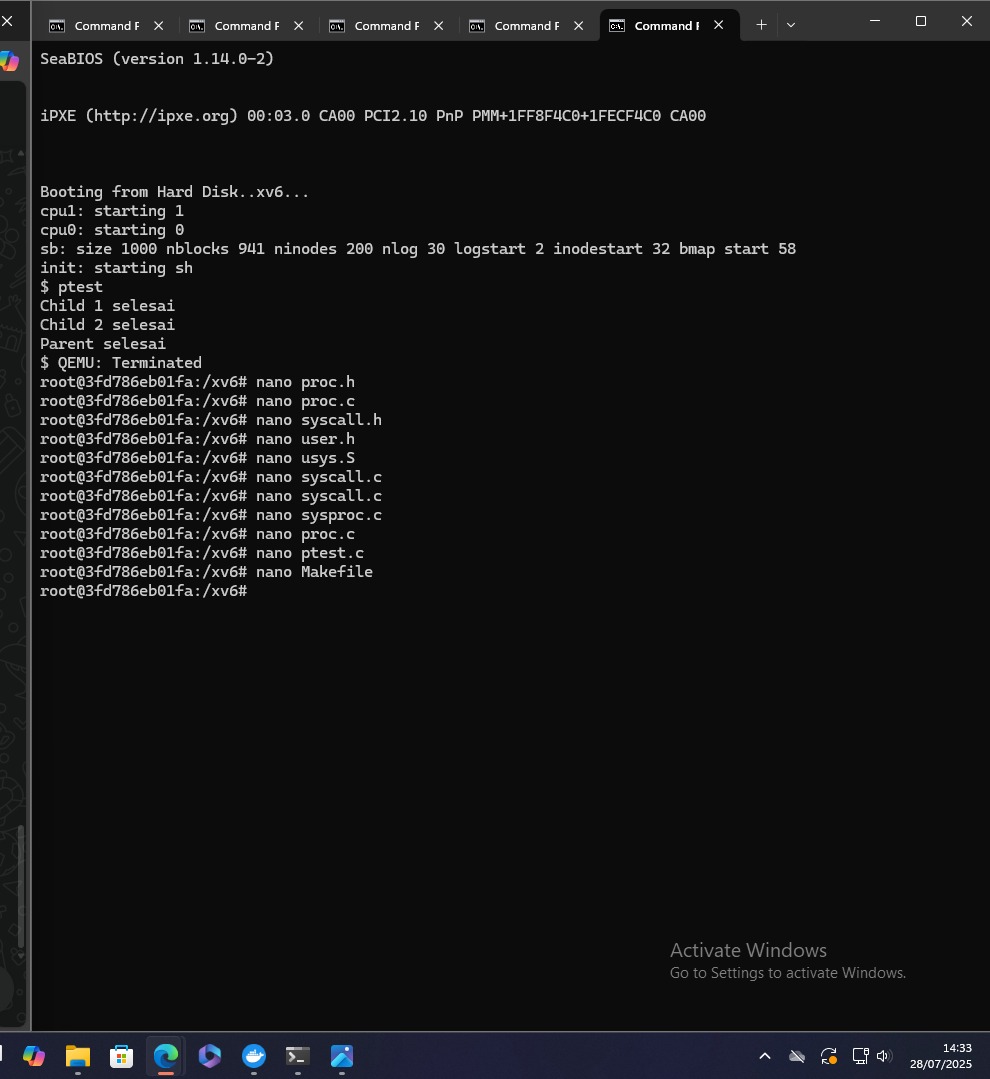 Command F
Command F
Command F
Command F
Command F
SeaBIOS (version 1.14.0-2)
iPXE (http://ipxe.org) 00:03.0 CA00 PCI2.10 PnP PMM+1FF8F4C0+1FECF4C0 CA00
Booting from Hard Disk..xv6...
cpu1: starting 1
cpu0: starting 0
sb: size 1000 nblocks 941 ninodes 200 nlog 30 logstart 2 inodestart 32 bmap start 58
init: starting sh
$ ptest
Child 1 selesai
Child 2 selesai
Parent selesai
$ QEMU: Terminated
root@3fd786eb01fa:/xv6# nano proc.h
root@3fd786eb01fa:/xv6# nano proc.c
root@3fd786eb01fa:/xv6# nano syscall.h
root@3fd786eb01fa:/xv6# nano user.h
root@3fd786eb01fa:/xv6# nano usys.S
root@3fd786eb01fa:/xv6# nano syscall.c
root@3fd786eb01fa:/xv6# nano syscall.c
root@3fd786eb01fa:/xv6# nano sysproc.c
root@3fd786eb01fa:/xv6# nano proc.c
root@3fd786eb01fa:/xv6# nano ptest.c
root@3fd786eb01fa:/xv6# nano Makefile
root@3fd786eb01fa:/xv6#
Activate Windows
Go to Settings to activate Windows.
14:33
28/07/2025